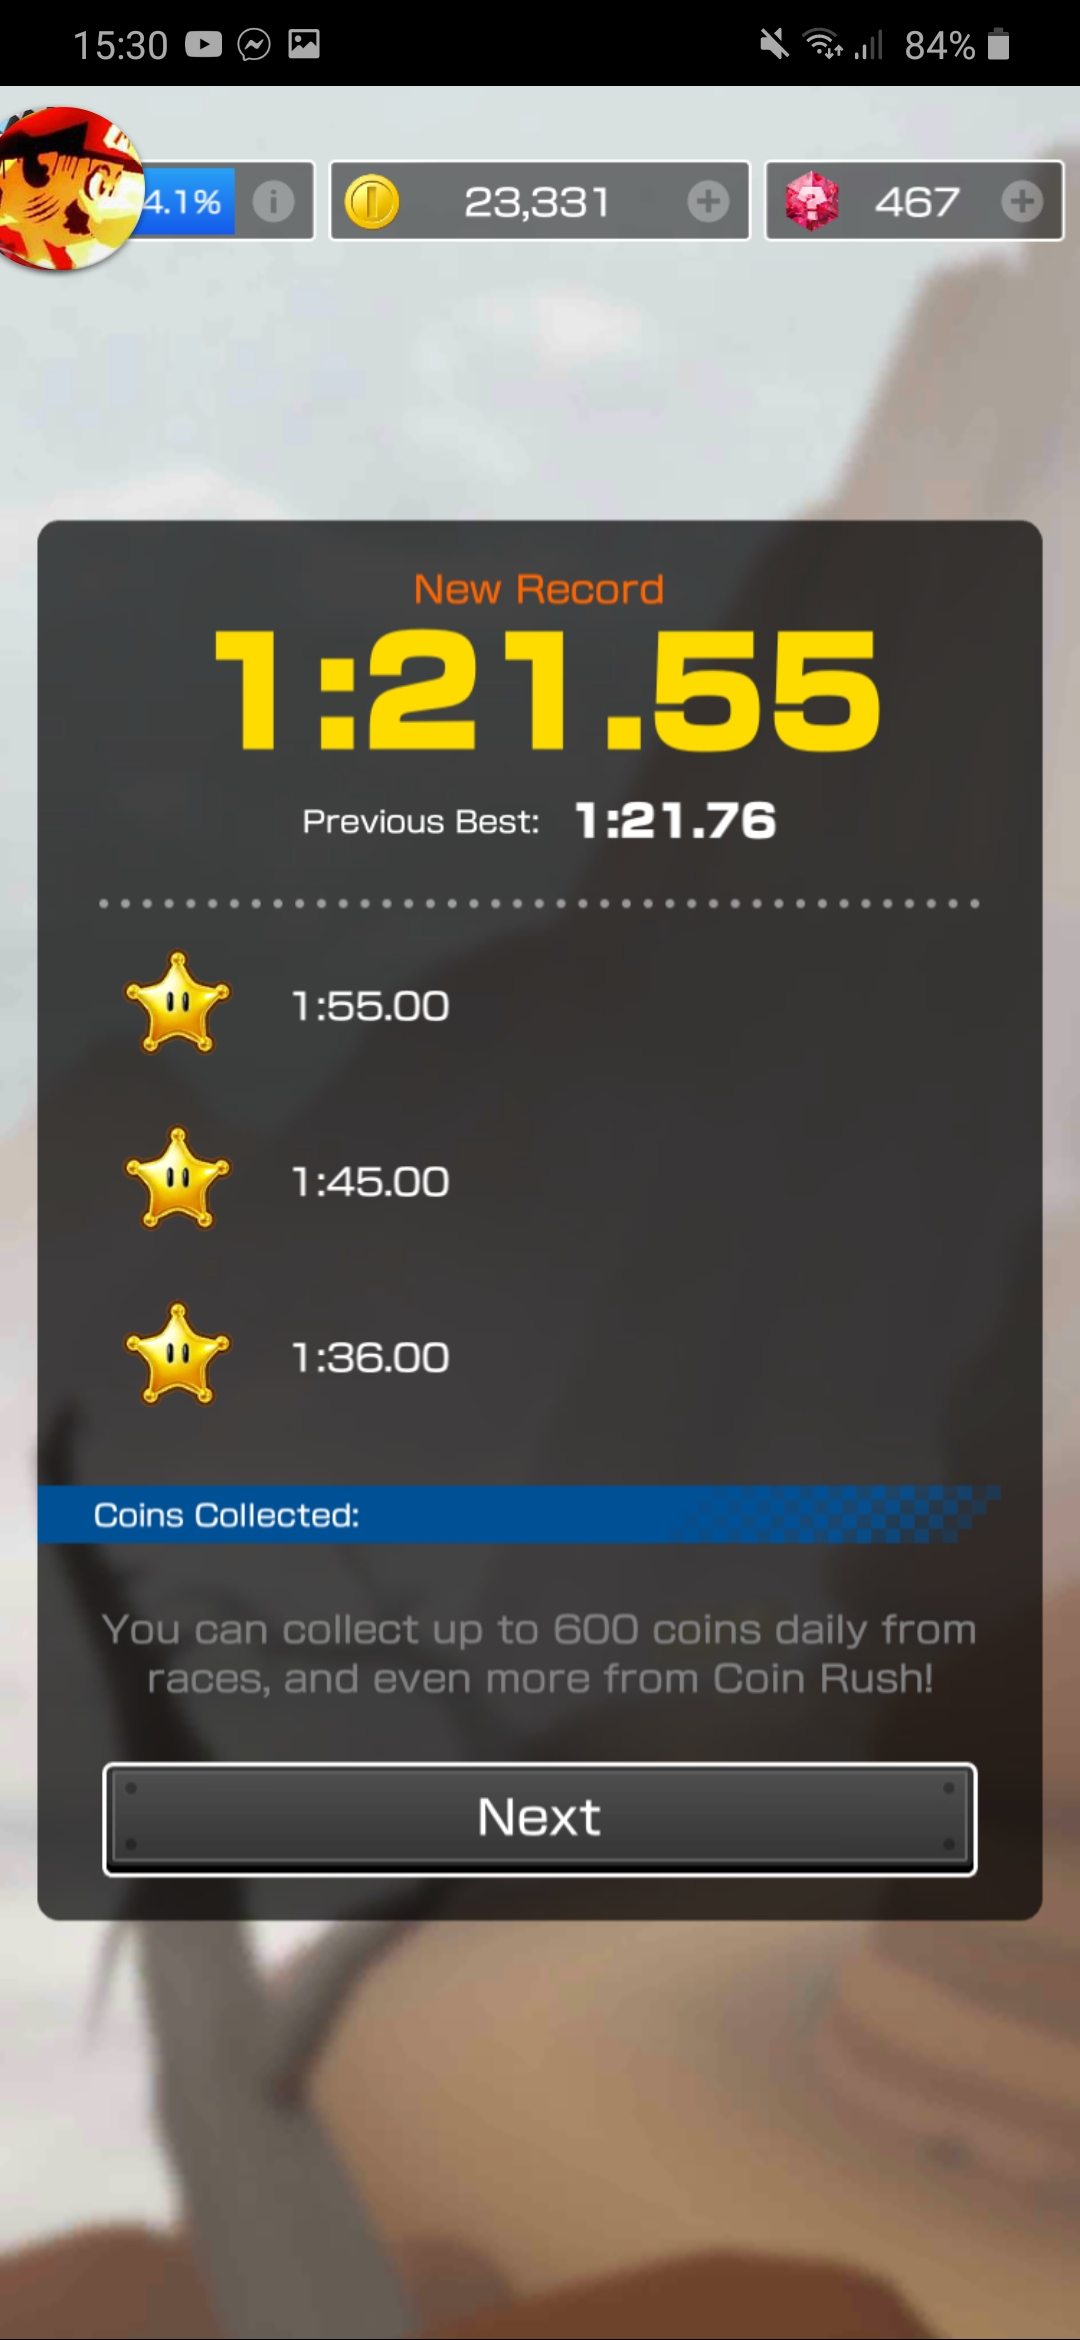 15:30 84%
4.1% i 23,331 467
New Record
1:21.55
Previous Best: 1:21.76
1:55.00
1:45.00
1:36.00
Coins Collected:
You can collect up to 600 coins daily from
races, and even more from Coin Rush!
Next